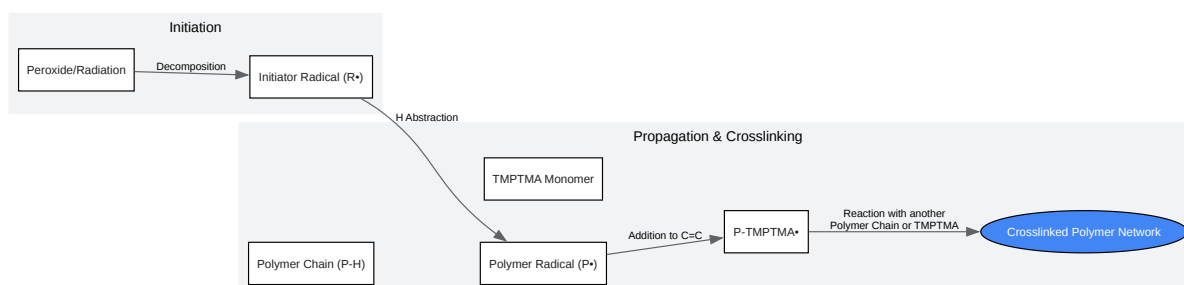 Initiation
Peroxide/Radiation
Decomposition
Initiator Radical (R•)
H Abstraction
Propagation & Crosslinking
TMPTMA Monomer
Polymer Chain (P-H)
Polymer Radical (P•)
Addition to C=C
P-TMPTMA•
Reaction with another
Polymer Chain or TMPTMA
Crosslinked Polymer Network